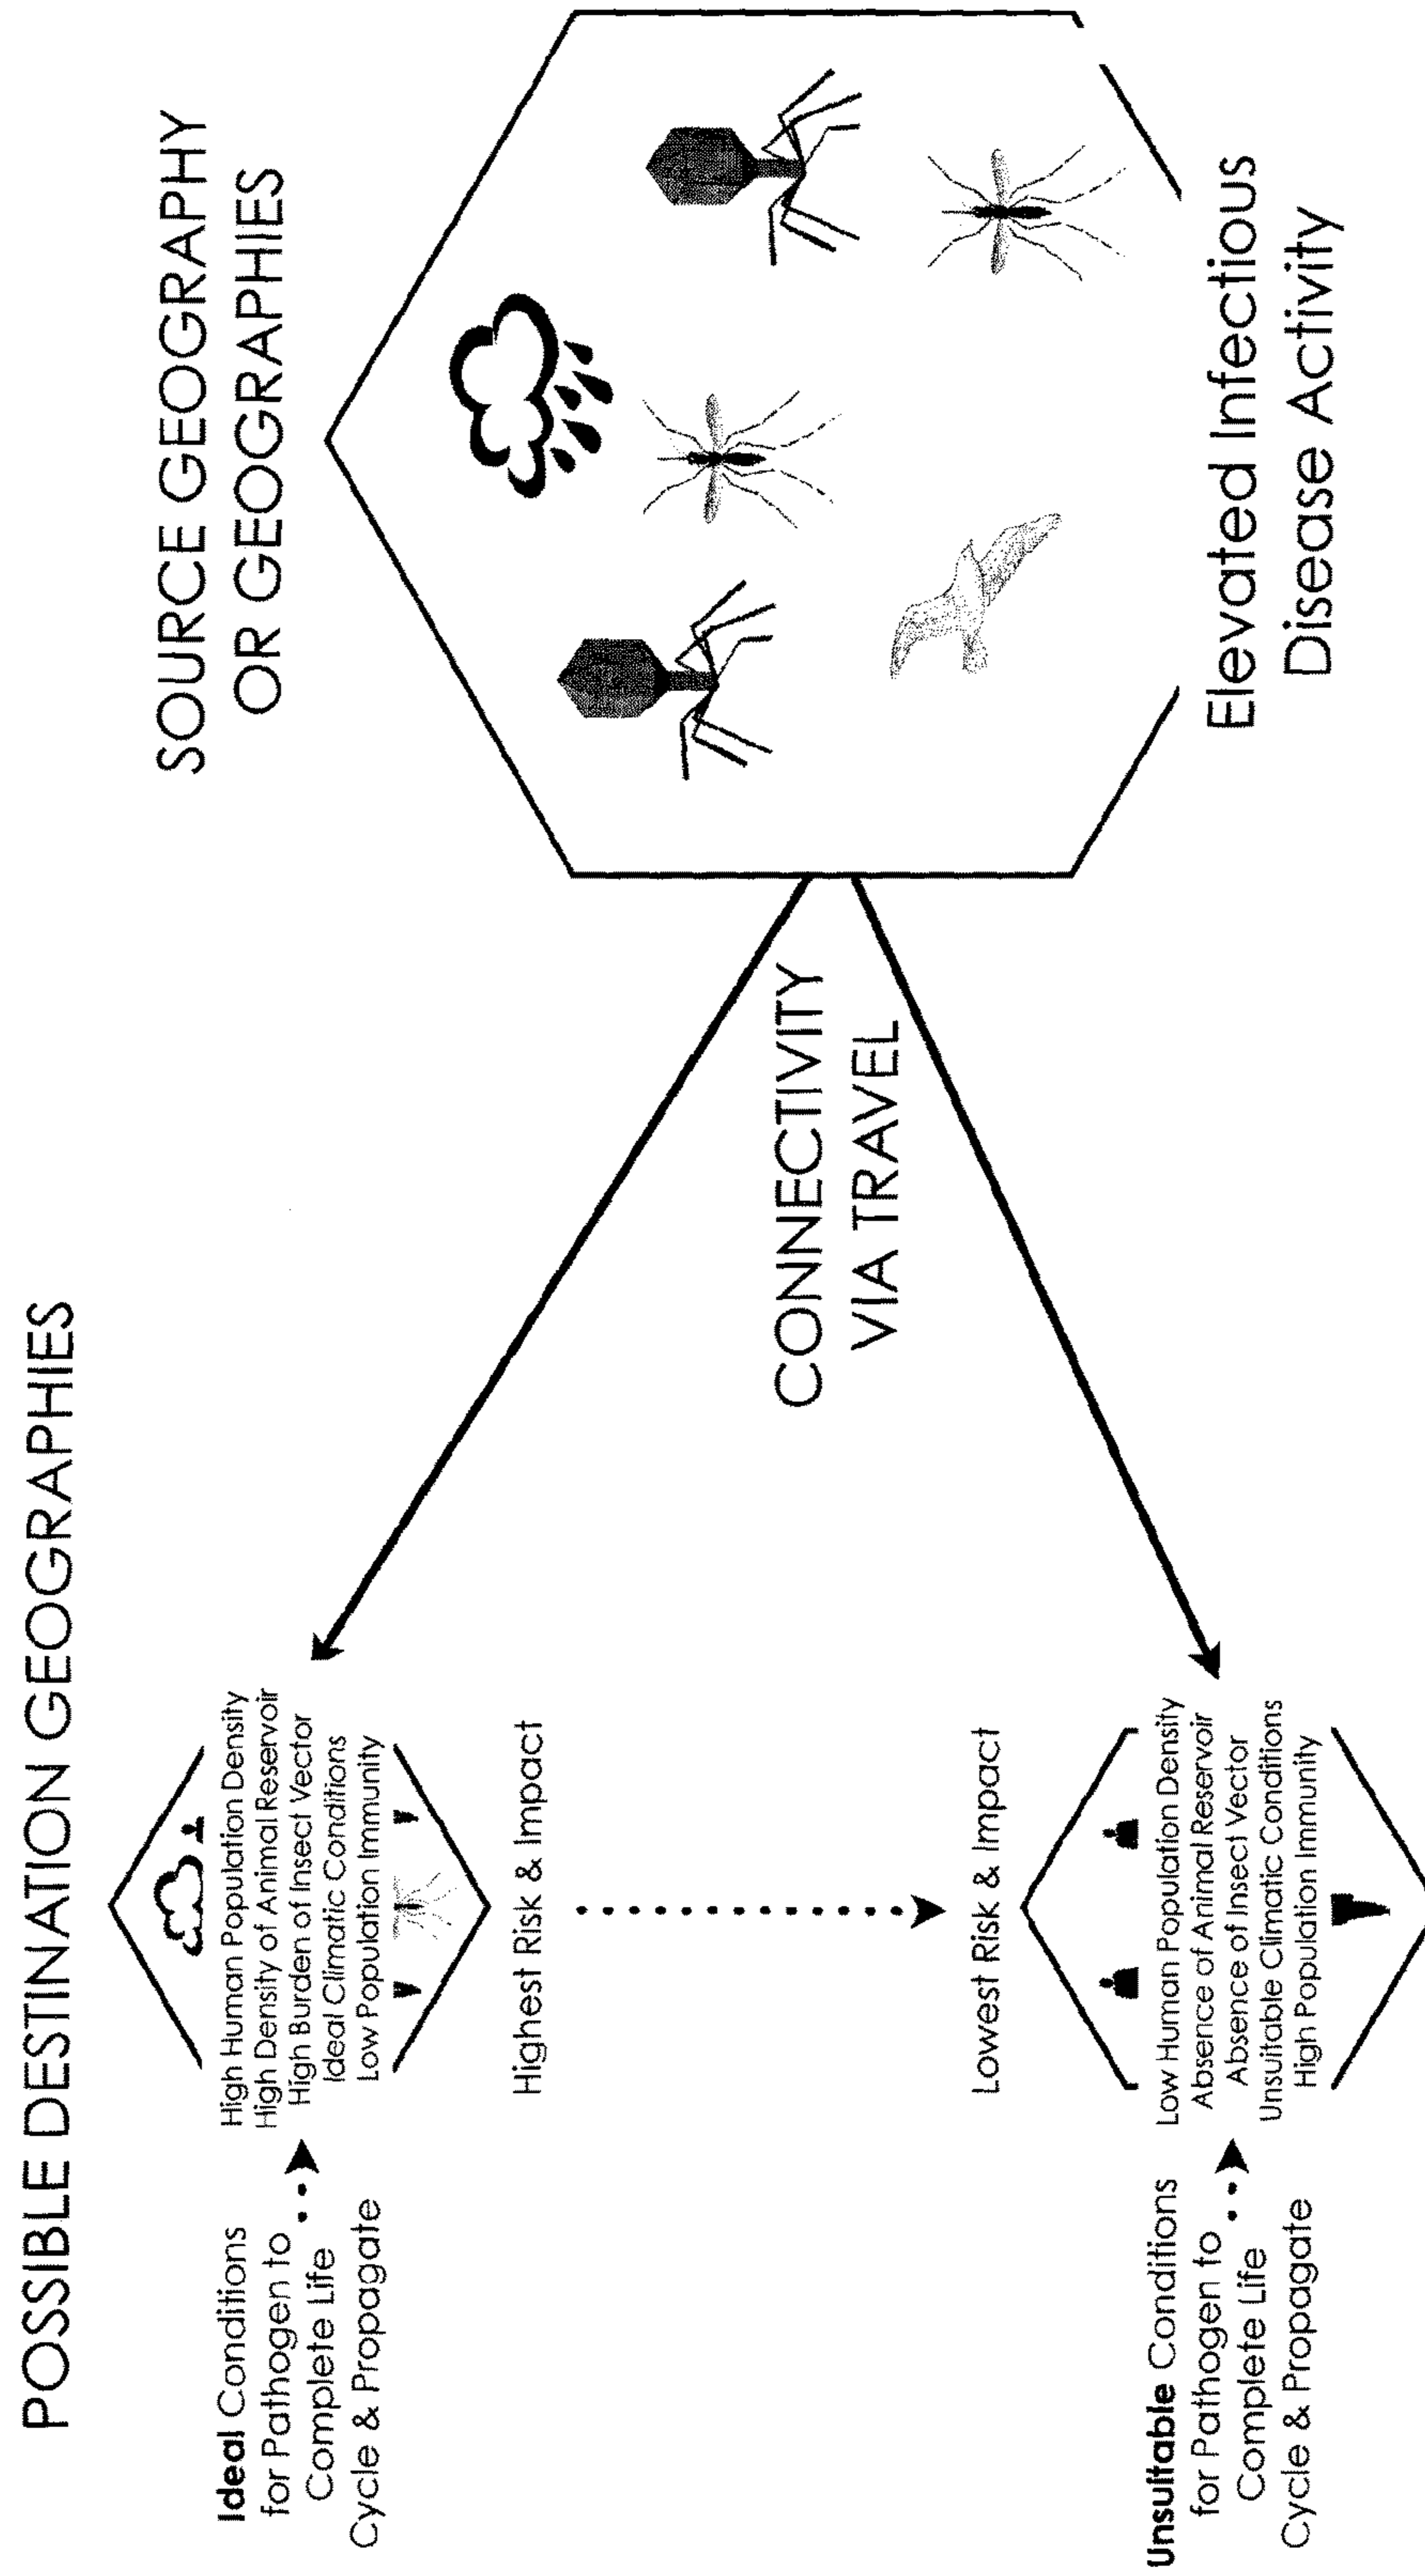 POSSIBLE DESTINATION GEOGRAPHIES
Ideal Conditions
for Pathogen to
Complete Life
Cycle & Propagate
High Human Population Density
High Density of Animal Reservoir
High Burden of Insect Vector
Ideal Climatic Conditions
Low Population Immunity
Highest Risk & Impact
Lowest Risk & Impact
Unsuitable Conditions
for Pathogen to
Complete Life
Cycle & Propagate
Low Human Population Density
Absence of Animal Reservoir
Absence of Insect Vector
Unsuitable Climatic Conditions
High Population Immunity
CONNECTIVITY
VIA TRAVEL
SOURCE GEOGRAPHY
OR GEOGRAPHIES
Elevated Infectious
Disease Activity